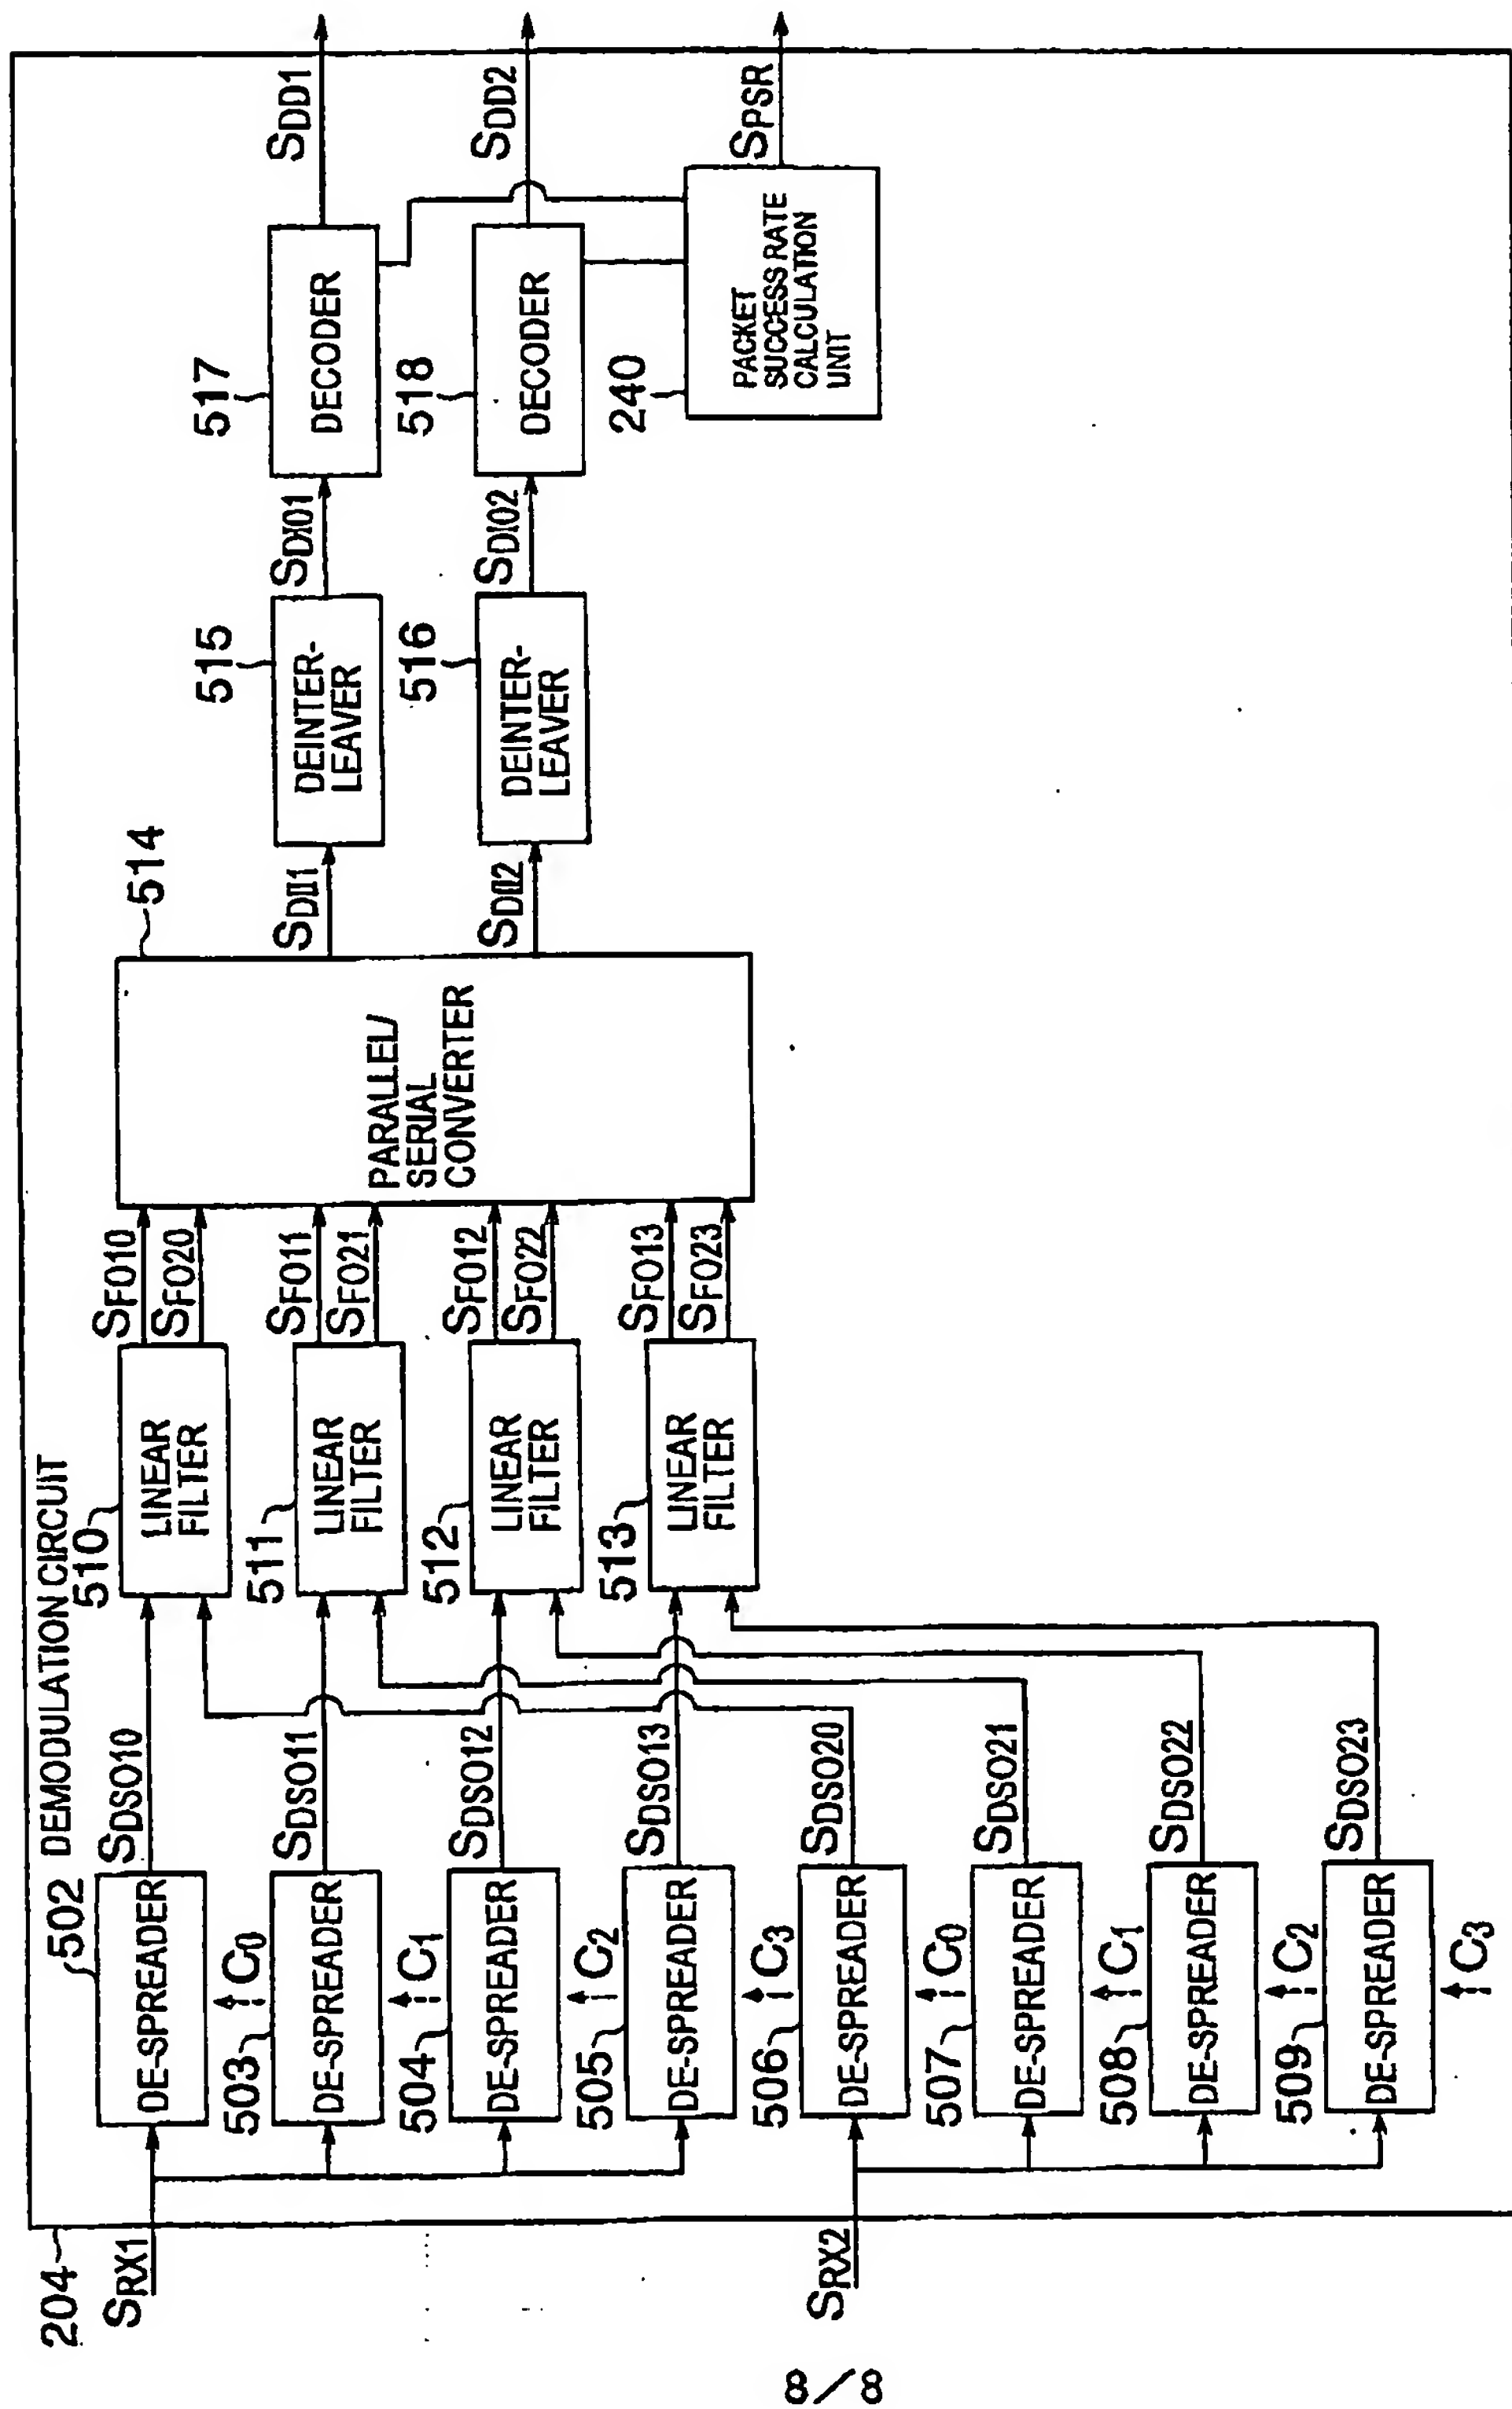 204
DEMODULATION CIRCUIT
SRX1
SRX2
502
DE-SPREADER
C0
SDSO10
503
DE-SPREADER
C1
SDSO11
504
DE-SPREADER
C2
SDSO12
505
DE-SPREADER
C3
SDSO13
506
DE-SPREADER
C0
SDSO20
507
DE-SPREADER
C1
SDSO21
508
DE-SPREADER
C2
SDSO22
509
DE-SPREADER
C3
SDSO23
510
LINEAR
FILTER
SFO10
SFO20
511
LINEAR
FILTER
SFO11
SFO21
512
LINEAR
FILTER
SFO12
SFO22
513
LINEAR
FILTER
SFO13
SFO23
514
PARALLEL/
SERIAL
CONVERTER
SDII1
SDII2
515
DEINTER-
LEAVER
SDIO1
516
DEINTER-
LEAVER
SDIO2
517
DECODER
SDD1
518
DECODER
SDD2
240
PACKET
SUCCESS RATE
CALCULATION
UNIT
SPSR
8/8